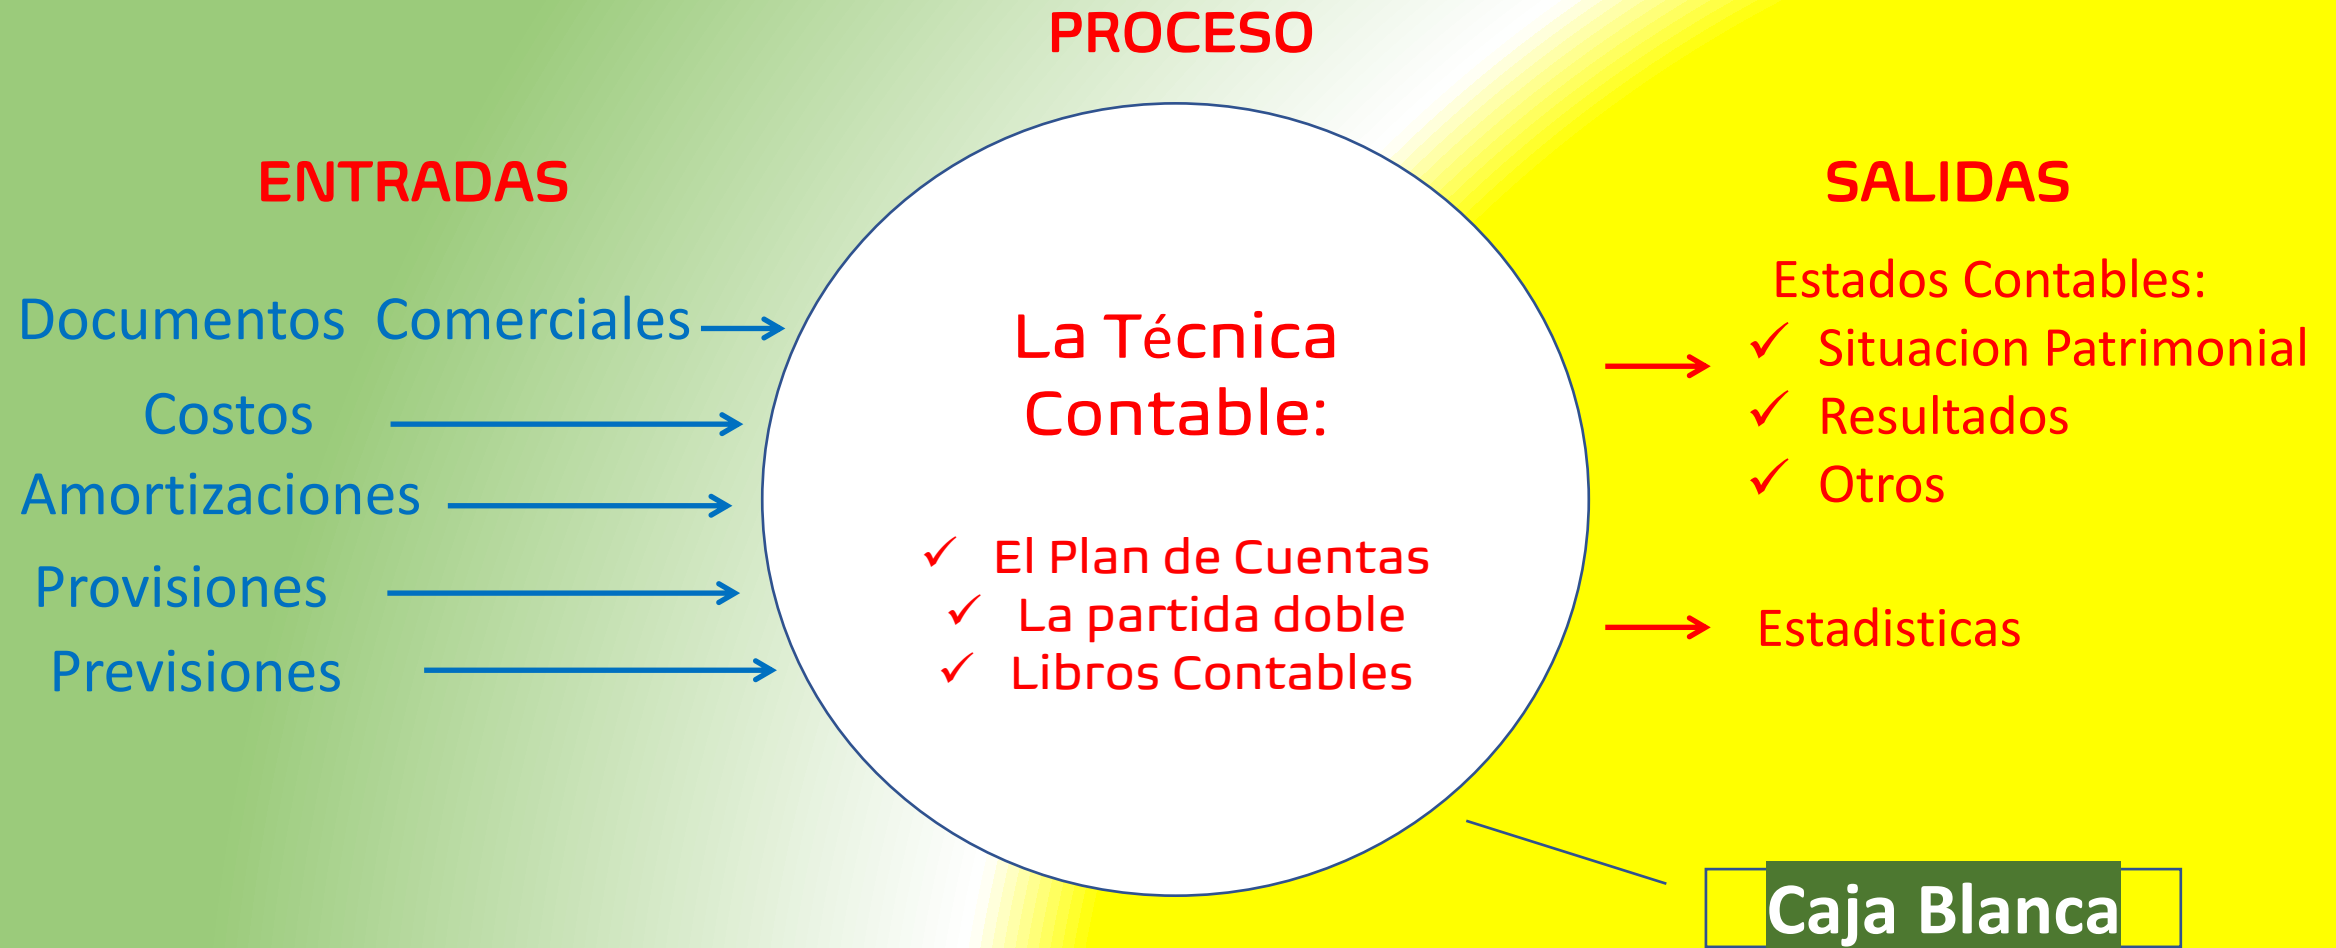 PROCESO
ENTRADAS
Documentos Comerciales
Costos
Amortizaciones
Provisiones
Previsiones
La Técnica
Contable:
✓ El Plan de Cuentas
✓ La partida doble
✓ Libros Contables
SALIDAS
Estados Contables:
✓ Situacion Patrimonial
✓ Resultados
✓ Otros
Estadisticas
Caja Blanca